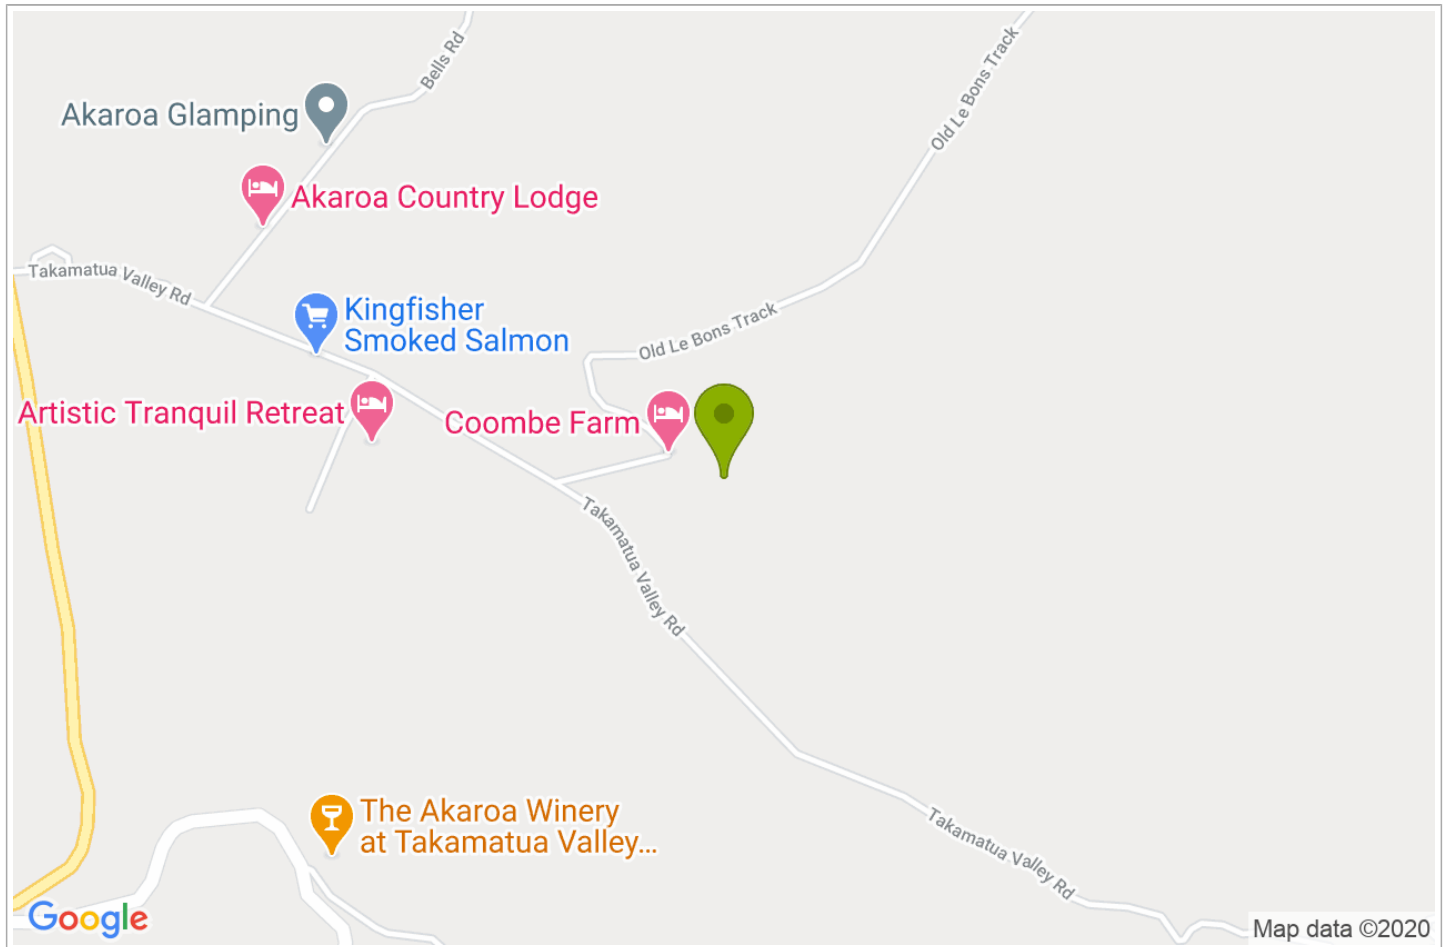 Bells Rd
Old Le Bons Track
Akaroa Glamping
Akaroa Country Lodge
Takamatua Valley Rd
Kingfisher
Smoked Salmon
Old Le Bons Track
Artistic Tranquil Retreat
Coombe Farm
Takamatua Valley Rd
The Akaroa Winery
at Takamatua Valley...
Takamatua Valley Rd
Google
Map data ©2020